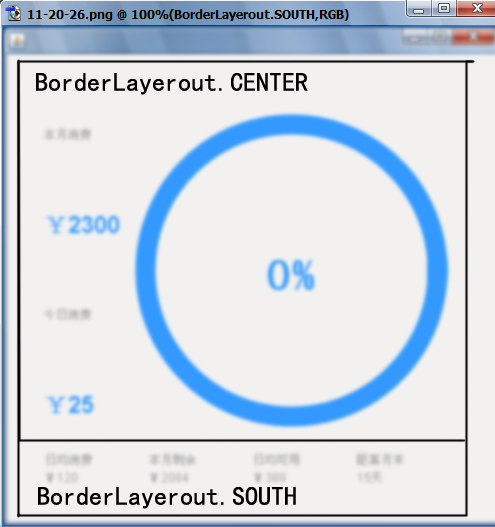 11-20-26.png @ 100%(BorderLayerout.SOUTH,RGB)
BorderLayerout.CENTER
本月消费
￥2300
0%
今日消费
￥25
日均消费 本月剩余 日均可用 距离月末
￥120 ￥2084 ￥388 15天
BorderLayerout.SOUTH